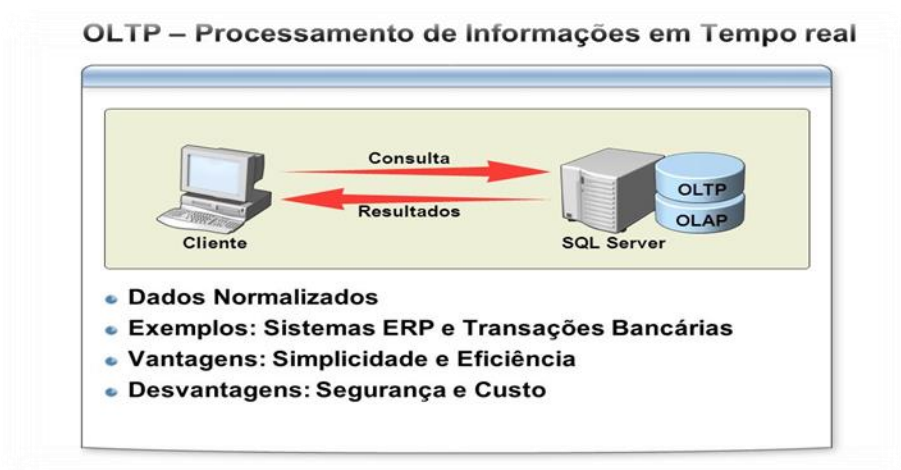 OLTP – Processamento de Informações em Tempo real
Consulta
Resultados
Cliente
SQL Server
OLTP
OLAP
Dados Normalizados
Exemplos: Sistemas ERP e Transações Bancárias
Vantagens: Simplicidade e Eficiência
Desvantagens: Segurança e Custo